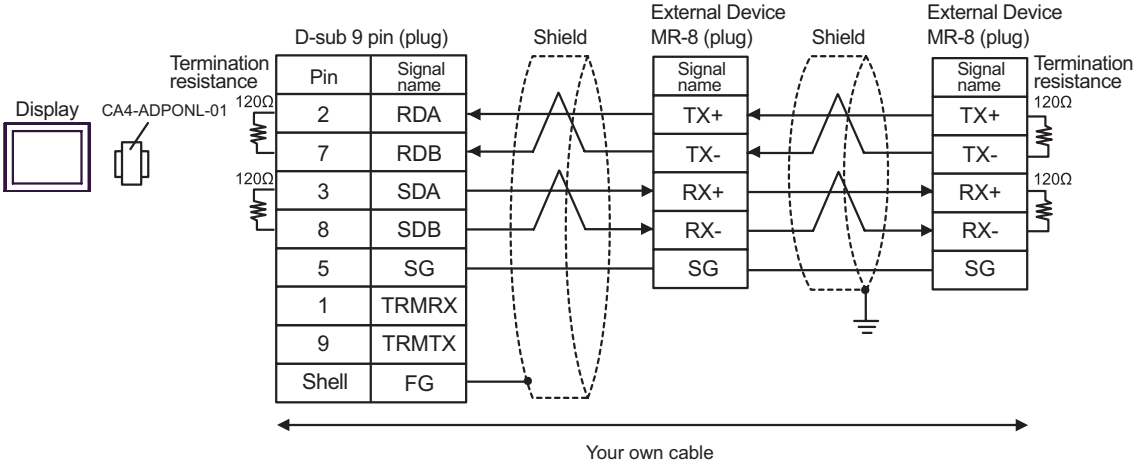 Display
CA4-ADPONL-01
Termination
resistance
120Ω
120Ω
D-sub 9 pin (plug)
Pin Signal name
2 RDA
7 RDB
3 SDA
8 SDB
5 SG
1 TRMRX
9 TRMTX
Shell FG
Shield
External Device
MR-8 (plug)
Signal
name
TX+
TX-
RX+
RX-
SG
Shield
External Device
MR-8 (plug)
Signal
name
TX+
TX-
RX+
RX-
SG
Termination
resistance
120Ω
120Ω
Your own cable